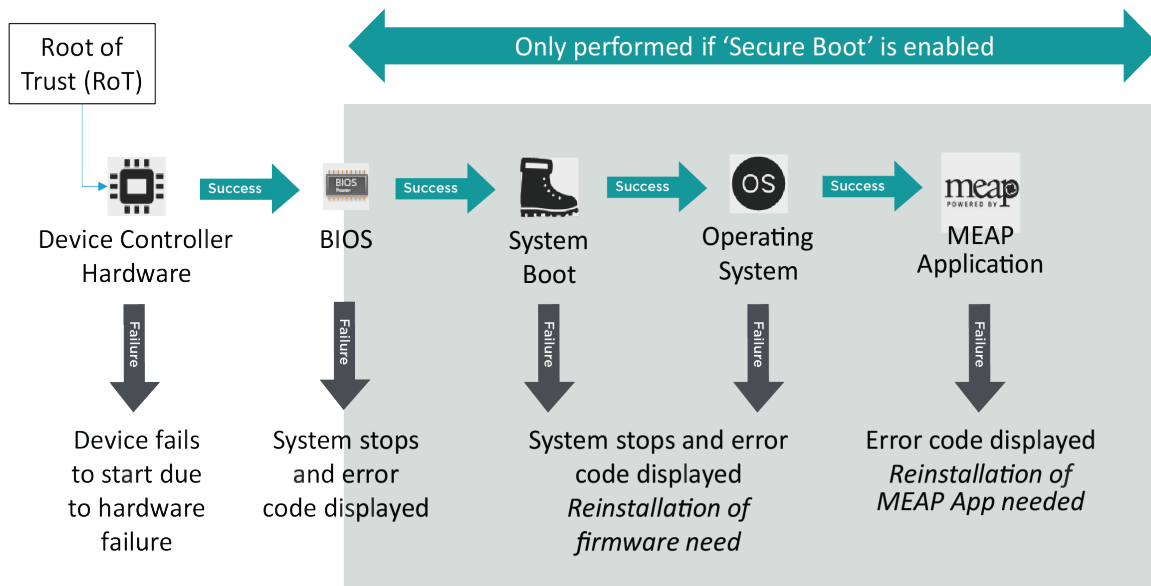 Only performed if ‘Secure Boot’ is enabled
Root of
Trust (RoT)
Success
Success
Success
Success
BIOS
Power
OS
meap
POWERED BY
Device Controller
Hardware
BIOS
System
Boot
Operating
System
MEAP
Application
Failure
Failure
Failure
Failure
Failure
Device fails
to start due
to hardware
failure
System stops
and error
code displayed
System stops and error
code displayed
Reinstallation of
firmware need
Error code displayed
Reinstallation of
MEAP App needed